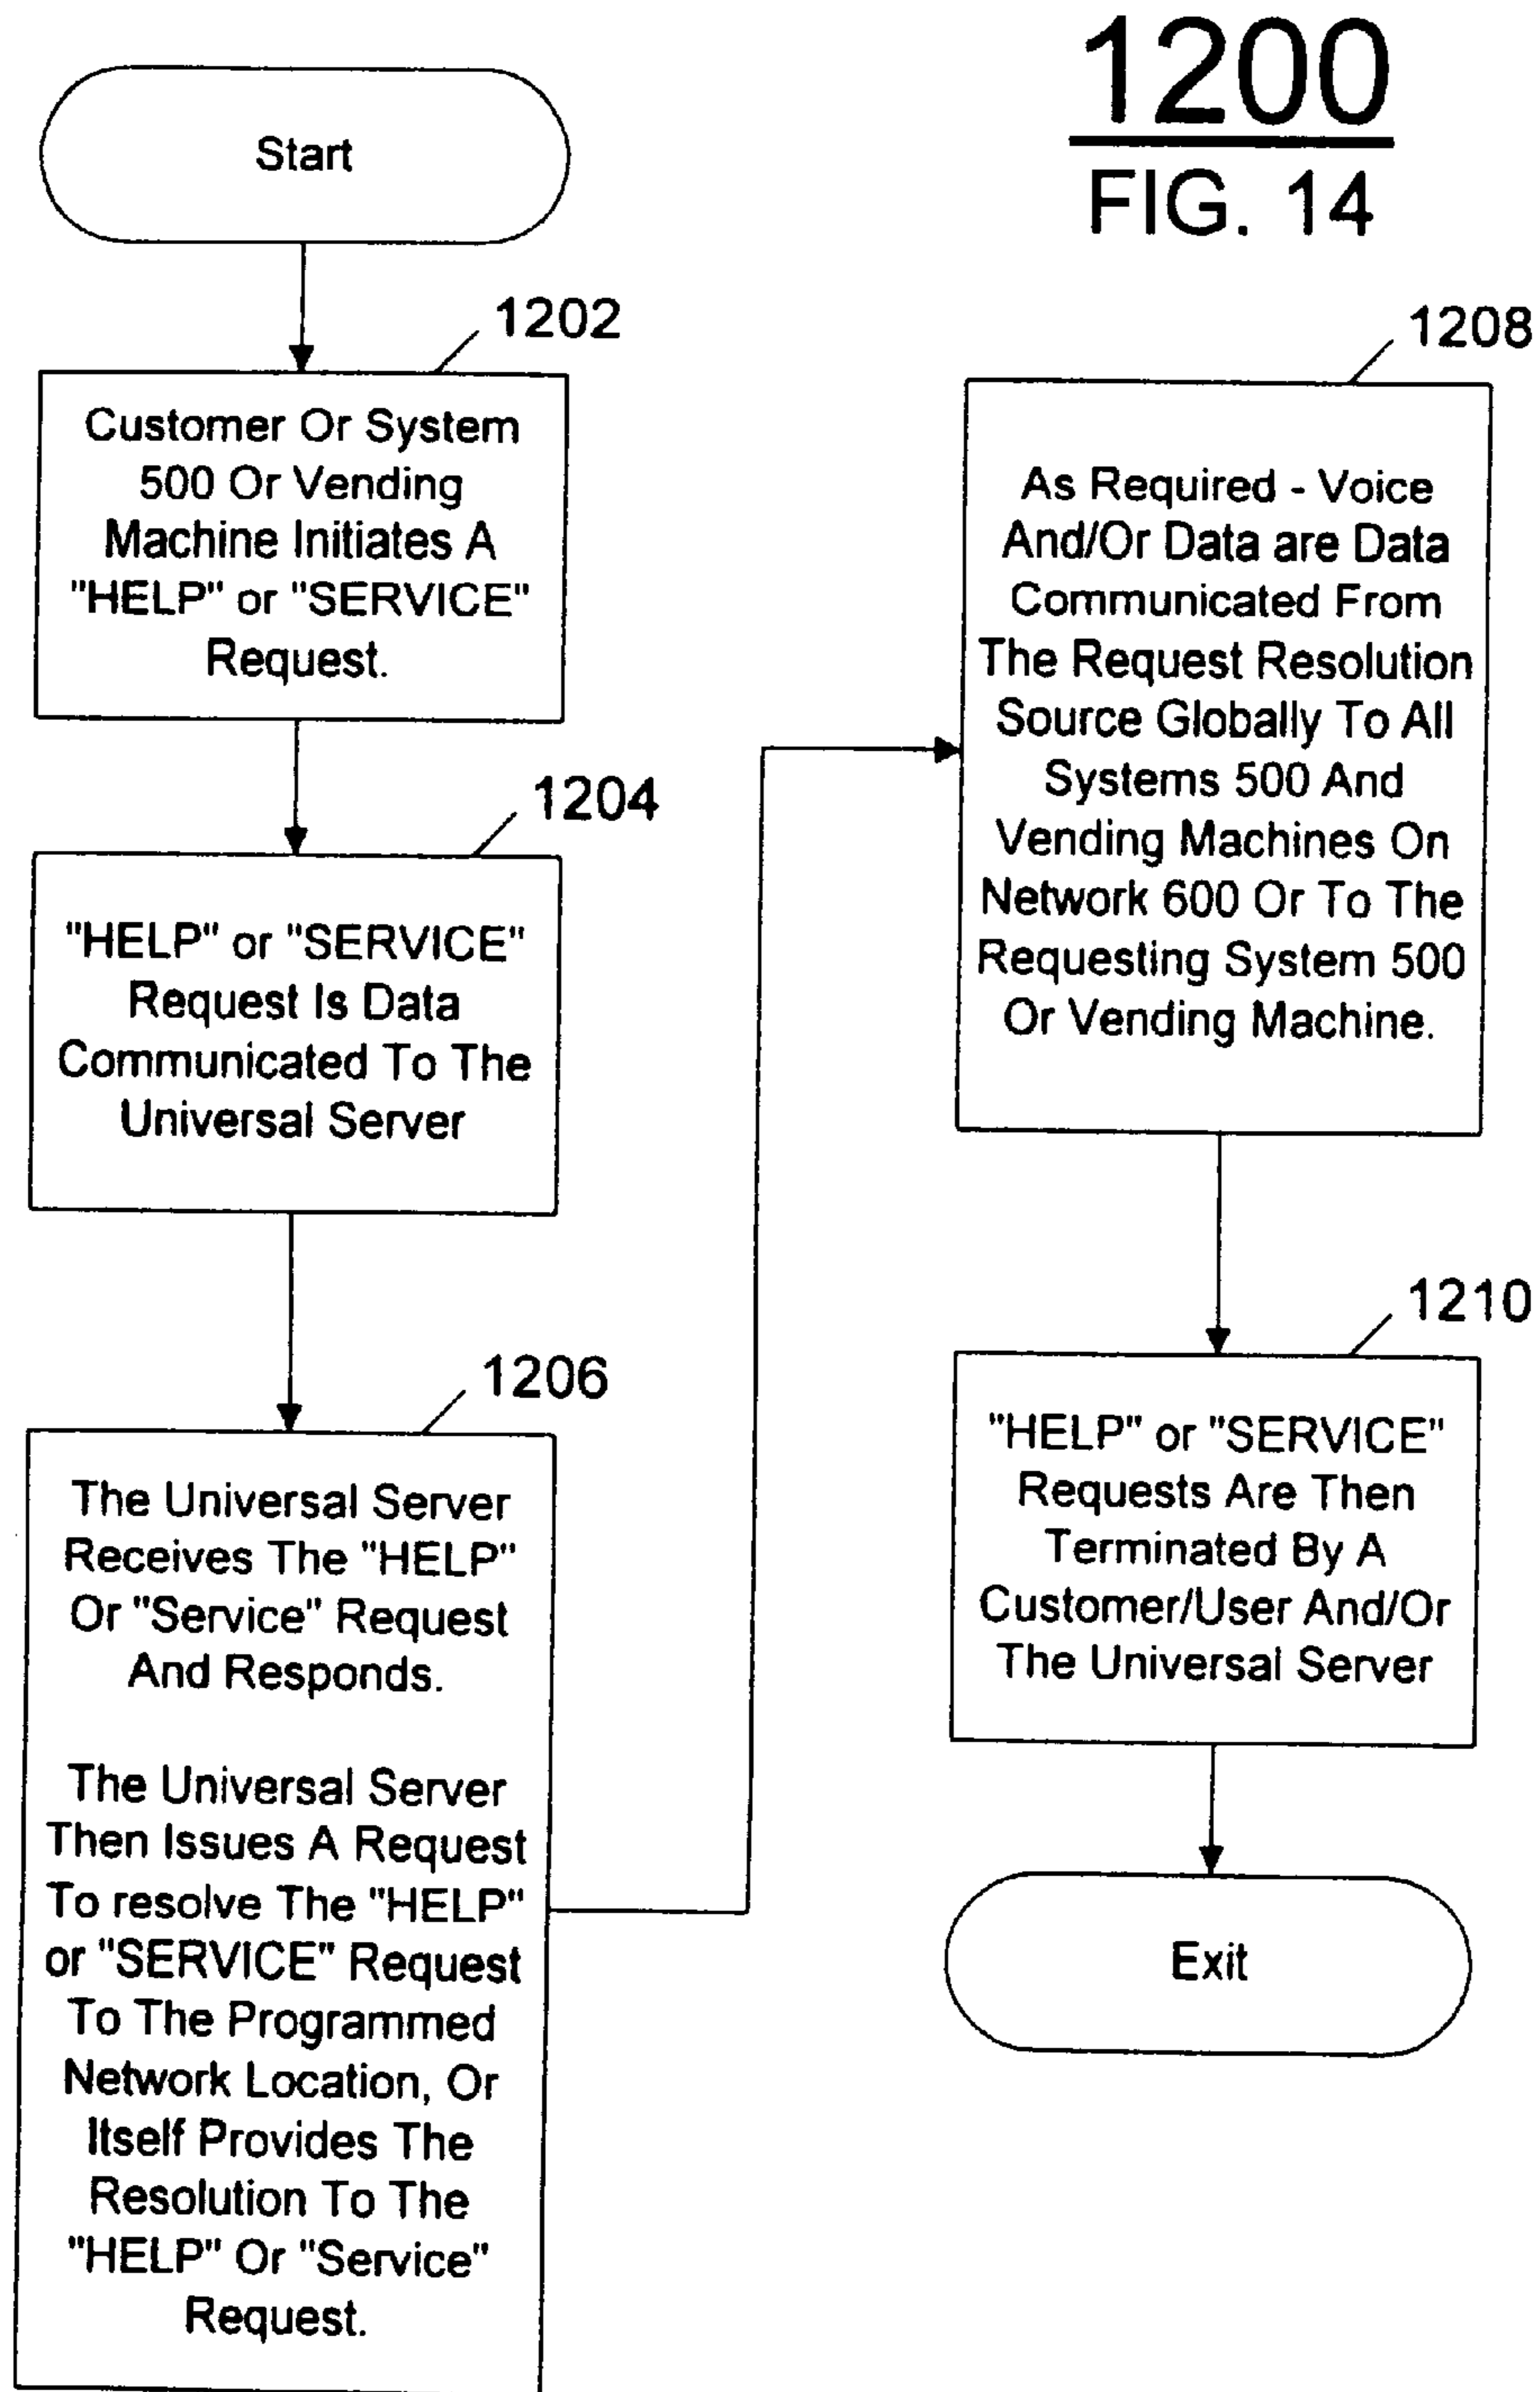 1200
FIG. 14
Start
1202
Customer Or System
500 Or Vending
Machine Initiates A
"HELP" or "SERVICE"
Request.
1204
"HELP" or "SERVICE"
Request Is Data
Communicated To The
Universal Server
1206
The Universal Server
Receives The "HELP"
Or "Service" Request
And Responds.
The Universal Server
Then Issues A Request
To resolve The "HELP"
or "SERVICE" Request
To The Programmed
Network Location, Or
Itself Provides The
Resolution To The
"HELP" Or "Service"
Request.
1208
As Required - Voice
And/Or Data are Data
Communicated From
The Request Resolution
Source Globally To All
Systems 500 And
Vending Machines On
Network 600 Or To The
Requesting System 500
Or Vending Machine.
1210
"HELP" or "SERVICE"
Requests Are Then
Terminated By A
Customer/User And/Or
The Universal Server
Exit